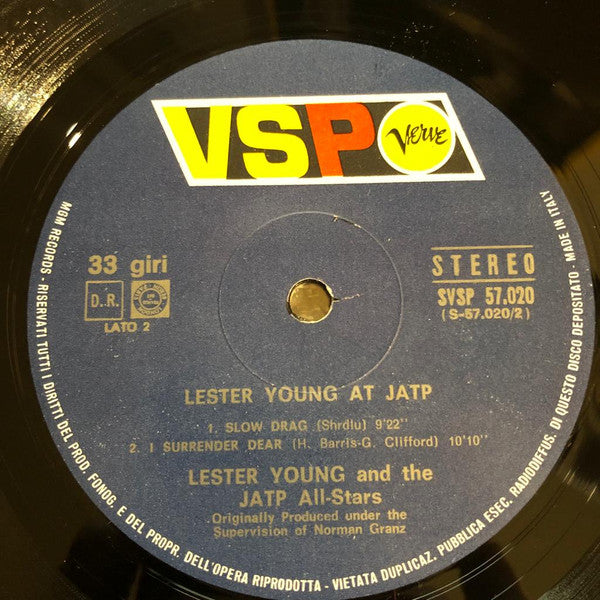 VSP
Verve
33 giri
STEREO
D.R.
LATO 2
SVSP 57.020
(S-57.020/2)
LESTER YOUNG AT JATP
1. SLOW DRAG (Shrdlu) 9'22"
2. I SURRENDER DEAR (H. Barris-G. Clifford) 10'10"
LESTER YOUNG and the
JATP All-Stars
Originally Produced under the
Supervision of Norman Granz
MGM RECORDS - RISERVATI TUTTI I DIRITTI DEL PROD. FONOG. E DEL PROPR. DELL'OPERA RIPRODOTTA - VIETATA DUPLICAZ. PUBBLICA ESEC. RADIODIFFUS. DI QUESTO DISCO DEPOSITATO - MADE IN ITALY